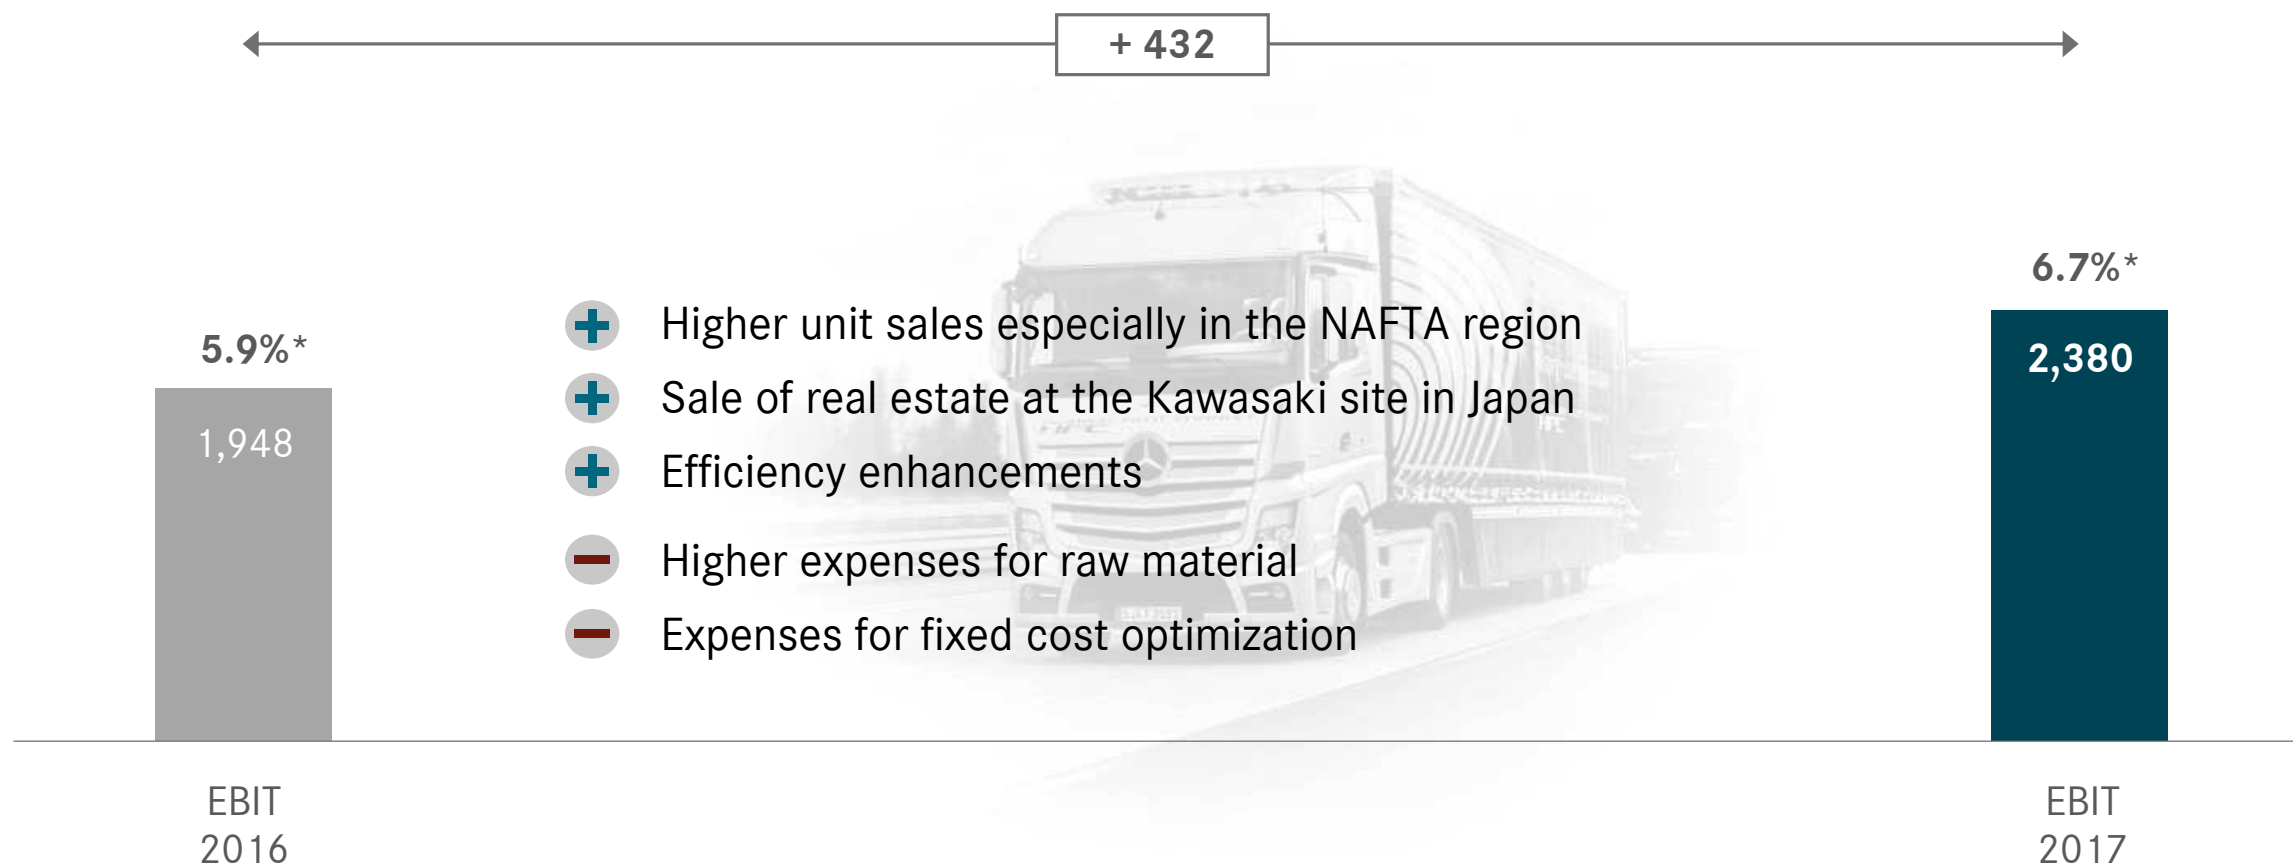 + 432
6.7%*
5.9%*
2,380
1,948
Higher unit sales especially in the NAFTA region
Sale of real estate at the Kawasaki site in Japan
Efficiency enhancements
Higher expenses for raw material
Expenses for fixed cost optimization
EBIT
2016
EBIT
2017